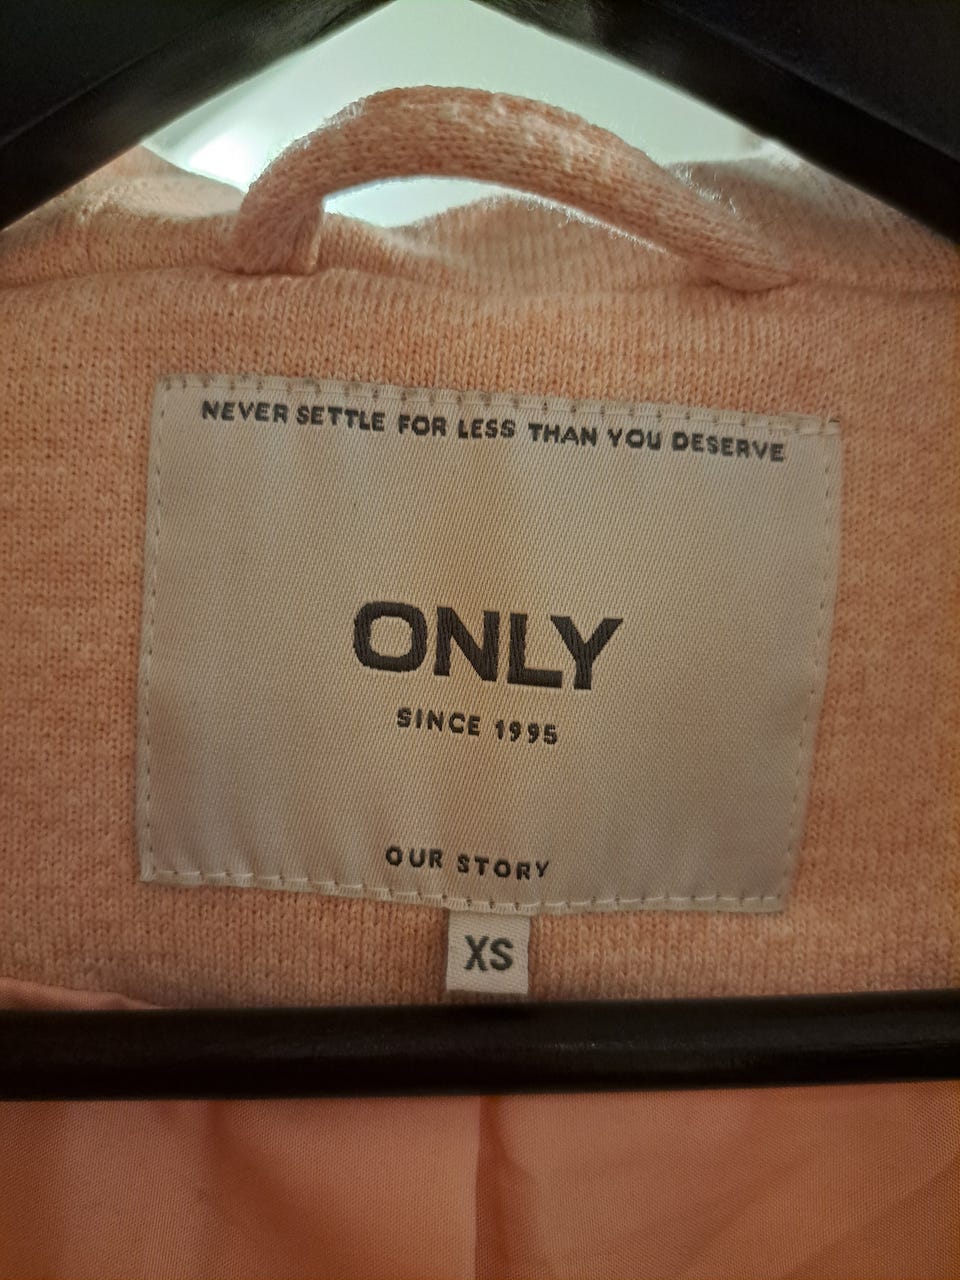 NEVER SETTLE FOR LESS THAN YOU DESERVE
ONLY
SINCE 1995
OUR STORY
XS